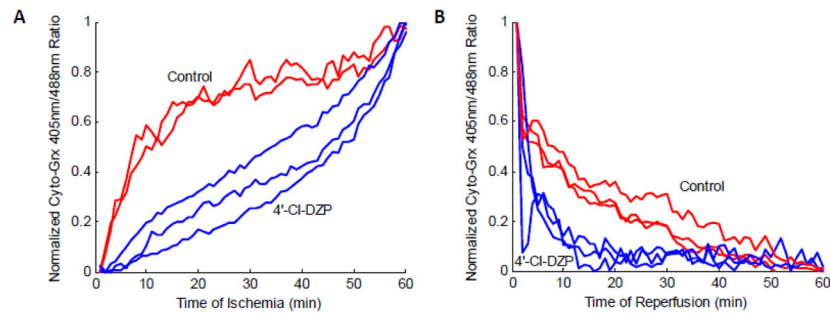 A
Normalized Cyto-Grx 405nm/488nm Ratio
1
0.8
0.6
0.4
0.2
0
Control
4'-Cl-DZP
0 10 20 30 40 50 60
Time of Ischemia (min)
B
Normalized Cyto-Grx 405nm/488nm Ratio
1
0.8
0.6
0.4
0.2
0
Control
4'-Cl-DZP
0 10 20 30 40 50 60
Time of Reperfusion (min)